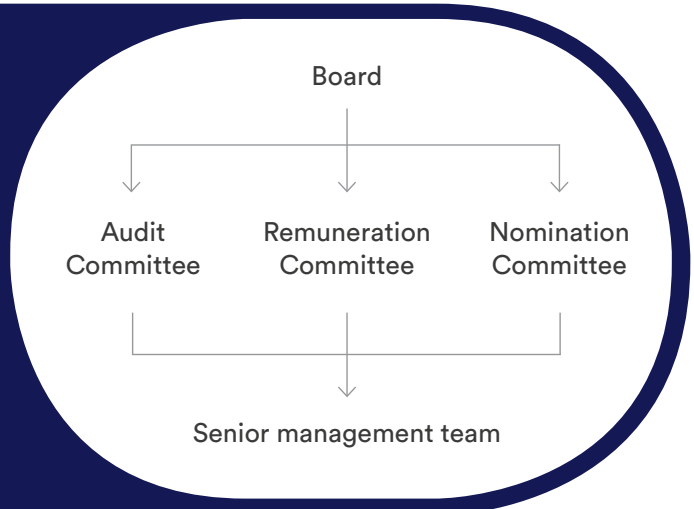 Board
Audit
Committee
Remuneration
Committee
Nomination
Committee
Senior management team